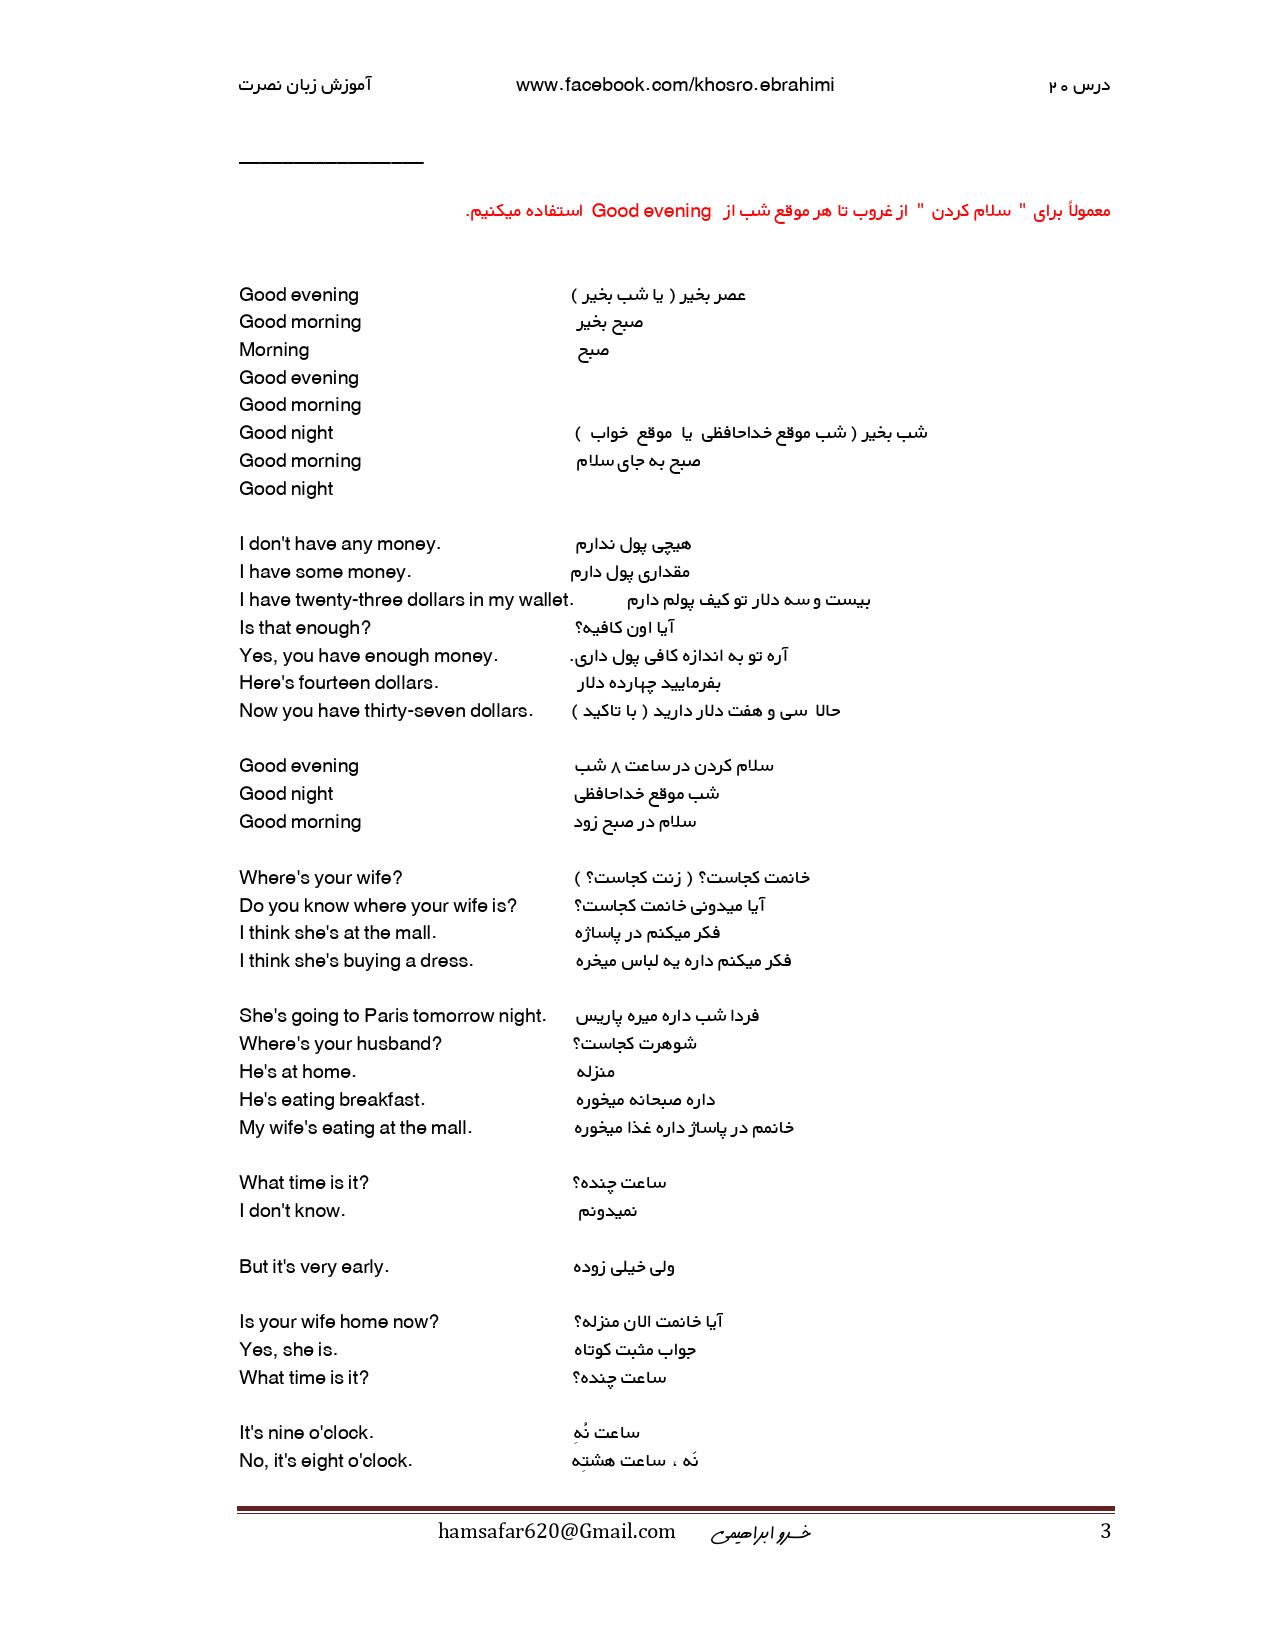 درس ۲۰ www.facebook.com/khosro.ebrahimi آموزش زبان نصرت
معمولاً برای " سلام کردن " از غروب تا هر موقع شب از Good evening استفاده میکنیم.
Good evening عصر بخیر ( یا شب بخیر )
Good morning صبح بخیر
Morning صبح
Good evening
Good morning
Good night شب بخیر ( شب موقع خداحافظی یا موقع خواب )
Good morning صبح به جای سلام
Good night
I don't have any money. هیچی پول ندارم
I have some money. مقداری پول دارم
I have twenty-three dollars in my wallet. بیست و سه دلار تو کیف پولم دارم
Is that enough? آیا اون کافیه؟
Yes, you have enough money. آره تو به اندازه کافی پول داری.
Here's fourteen dollars. بفرمایید چهارده دلار
Now you have thirty-seven dollars. حالا سی و هفت دلار دارید ( با تاکید )
Good evening سلام کردن در ساعت ۸ شب
Good night شب موقع خداحافظی
Good morning سلام در صبح زود
Where's your wife? خانمت کجاست؟ ( زنت کجاست؟ )
Do you know where your wife is? آیا میدونی خانمت کجاست؟
I think she's at the mall. فکر میکنم در پاساژه
I think she's buying a dress. فکر میکنم داره یه لباس میخره
She's going to Paris tomorrow night. فردا شب داره میره پاریس
Where's your husband? شوهرت کجاست؟
He's at home. منزله
He's eating breakfast. داره صبحانه میخوره
My wife's eating at the mall. خانمم در پاساژ داره غذا میخوره
What time is it? ساعت چنده؟
I don't know. نمیدونم
But it's very early. ولی خیلی زوده
Is your wife home now? آیا خانمت الان منزله؟
Yes, she is. جواب مثبت کوتاه
What time is it? ساعت چنده؟
It's nine o'clock. ساعت نُهِ
No, it's eight o'clock. نَه ، ساعت هشتِه
hamsafar620@Gmail.com خسرو ابراهیمی 3